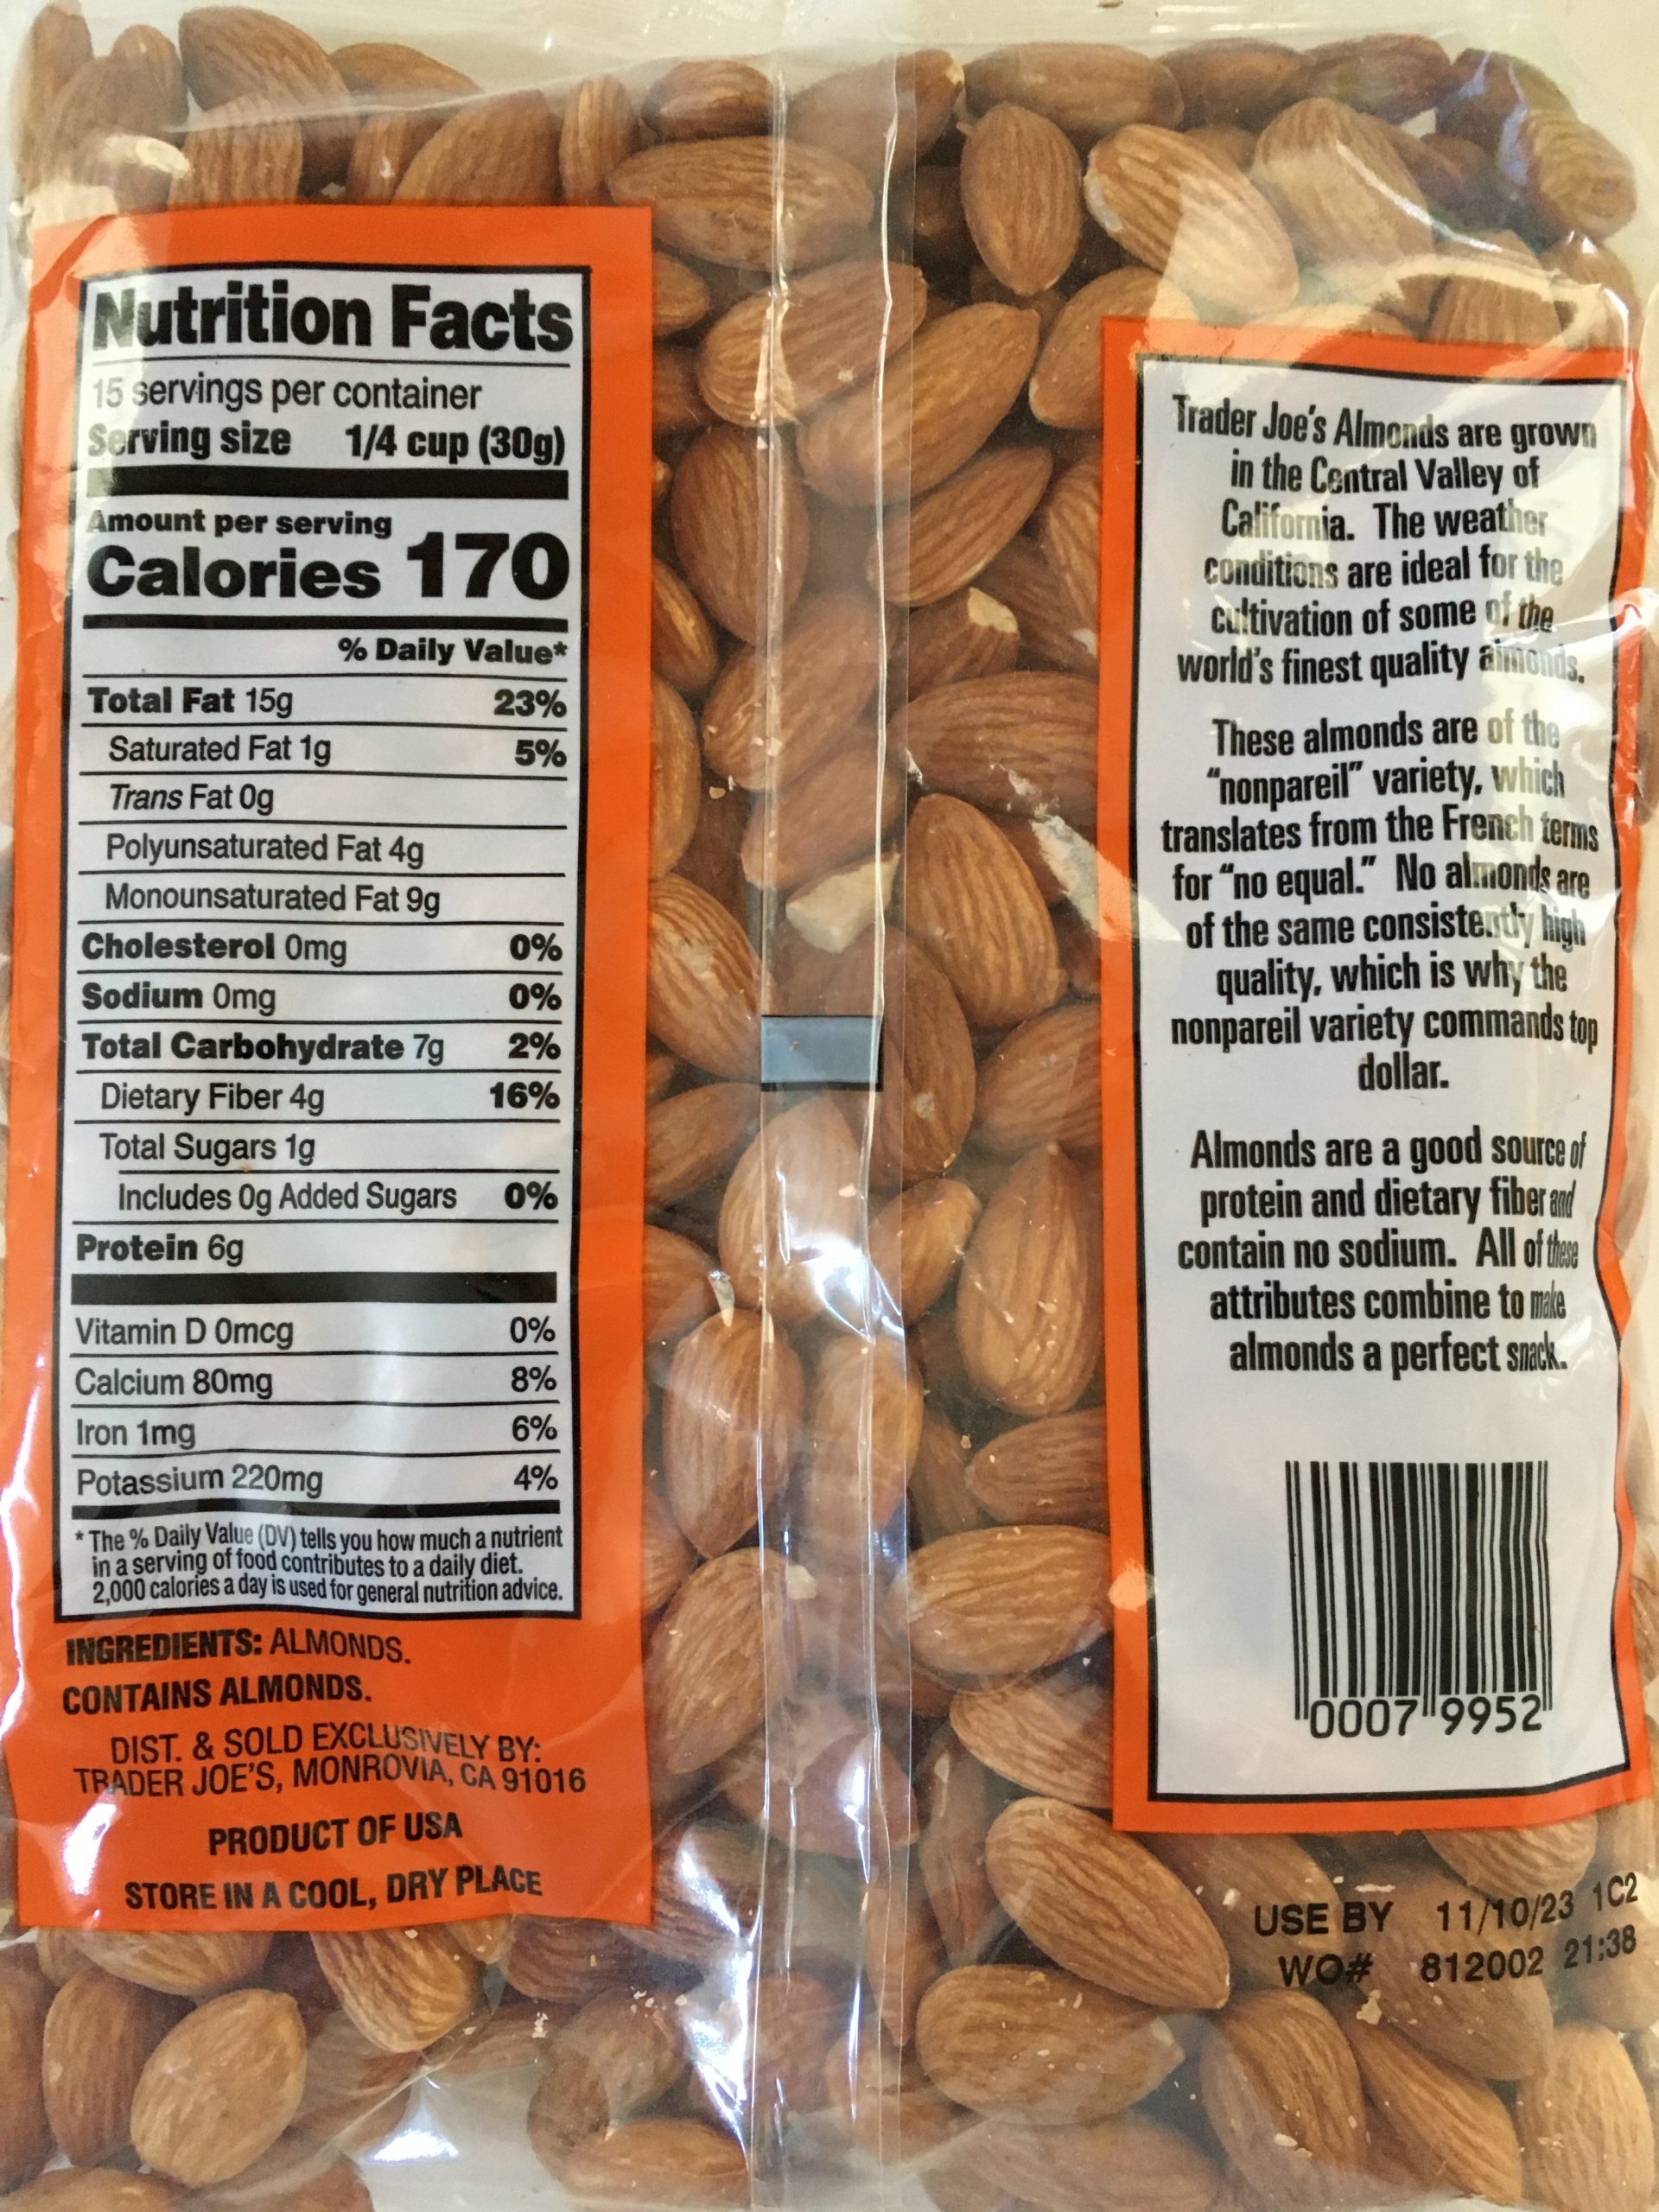 Nutrition Facts
15 servings per container
Serving size 1/4 cup (30g)
Amount per serving
Calories 170
% Daily Value*
Total Fat 15g 23%
Saturated Fat 1g 5%
Trans Fat 0g
Polyunsaturated Fat 4g
Monounsaturated Fat 9g
Cholesterol 0mg 0%
Sodium 0mg 0%
Total Carbohydrate 7g 2%
Dietary Fiber 4g 16%
Total Sugars 1g
Includes 0g Added Sugars 0%
Protein 6g
Vitamin D 0mcg 0%
Calcium 80mg 8%
Iron 1mg 6%
Potassium 220mg 4%
* The % Daily Value (DV) tells you how much a nutrient
in a serving of food contributes to a daily diet.
2,000 calories a day is used for general nutrition advice.
INGREDIENTS: ALMONDS.
CONTAINS ALMONDS.
DIST. & SOLD EXCLUSIVELY BY:
TRADER JOE'S, MONROVIA, CA 91016
PRODUCT OF USA
STORE IN A COOL, DRY PLACE
Trader Joe's Almonds are grown
in the Central Valley of
California. The weather
conditions are ideal for the
cultivation of some of the
world's finest quality almonds.
These almonds are of the
"nonpareil" variety, which
translates from the French terms
for "no equal." No almonds are
of the same consistently high
quality, which is why the
nonpareil variety commands top
dollar.
Almonds are a good source of
protein and dietary fiber and
contain no sodium. All of these
attributes combine to make
almonds a perfect snack.
0007 9952
USE BY 11/10/23 1C2
WO# 812002 21:38